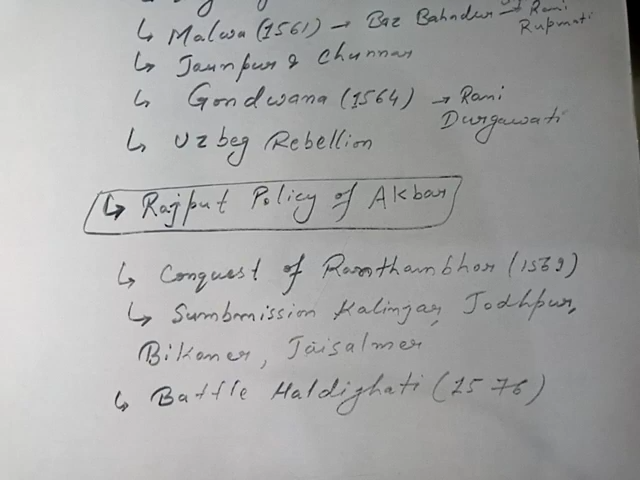 ↳ Malwa (1561) → Baz Bahadur → Rani
Rupmati
↳ Jaunpur & Chunnar
↳ Gondwana (1564) → Rani
Durgawati
↳ Uzbeg Rebellion
↳ Rajput Policy of Akbar
↳ Conquest of Ranthambhor (1569)
↳ Sumbmission Kalinjar, Jodhpur,
Bikaner, Jaisalmer
↳ Battle Haldighati (1576)